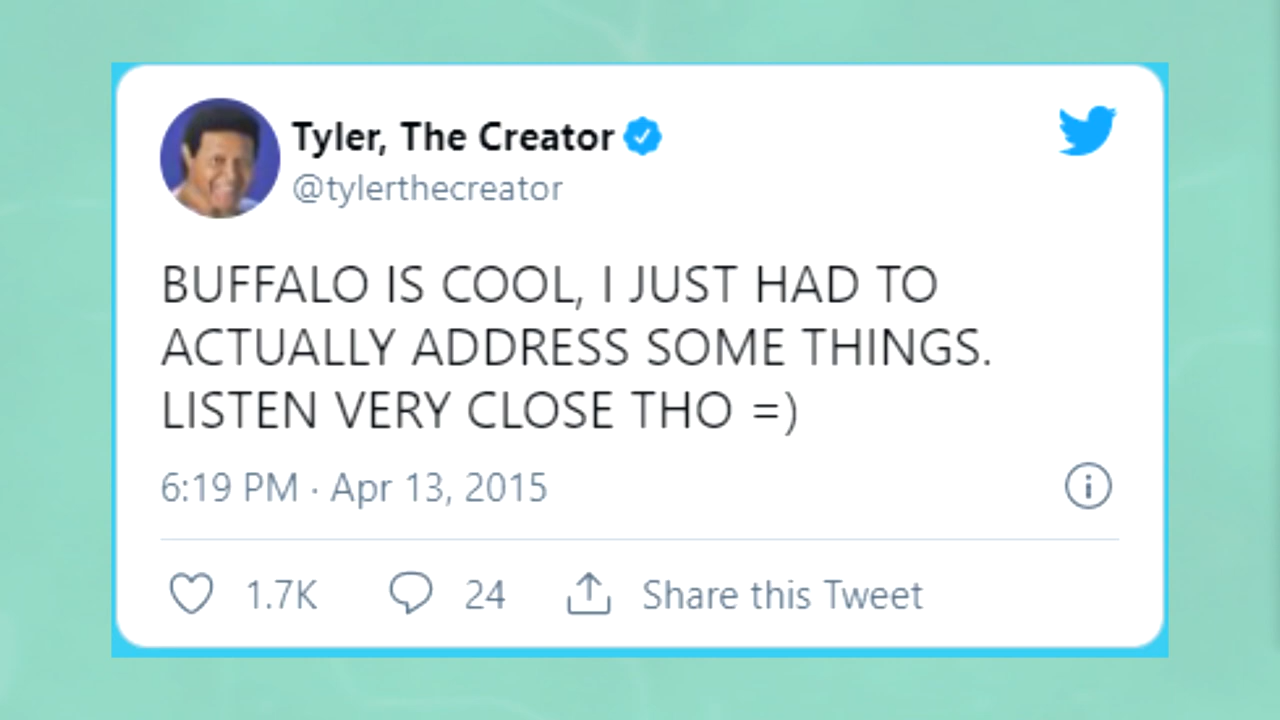 Tyler, The Creator
@tylerthecreator
BUFFALO IS COOL, I JUST HAD TO
ACTUALLY ADDRESS SOME THINGS.
LISTEN VERY CLOSE THO =)
6:19 PM · Apr 13, 2015
1.7K 24 Share this Tweet